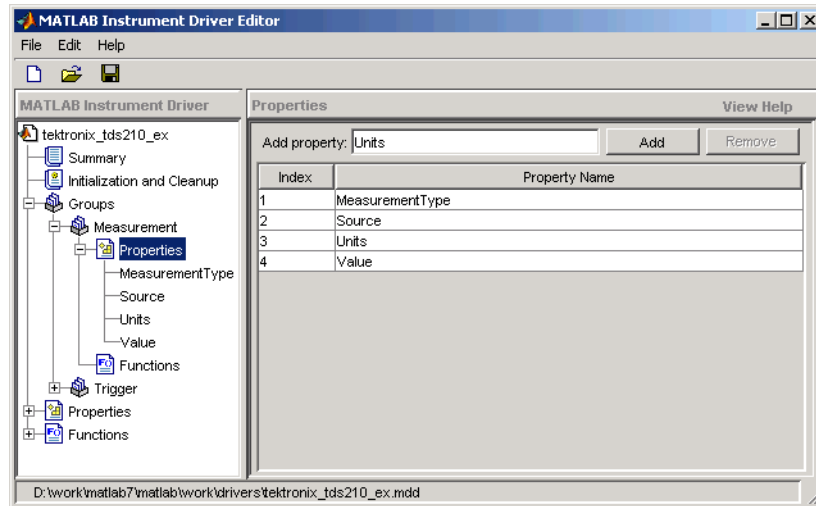 MATLAB Instrument Driver Editor
File Edit Help
MATLAB Instrument Driver
tektronix_tds210_ex
Summary
Initialization and Cleanup
Groups
Measurement
Properties
MeasurementType
Source
Units
Value
Functions
Trigger
Properties
Functions
Properties View Help
Add property: Units Add Remove
Index Property Name
1 MeasurementType
2 Source
3 Units
4 Value
D:\work\matlab7\matlab\work\drivers\tektronix_tds210_ex.mdd